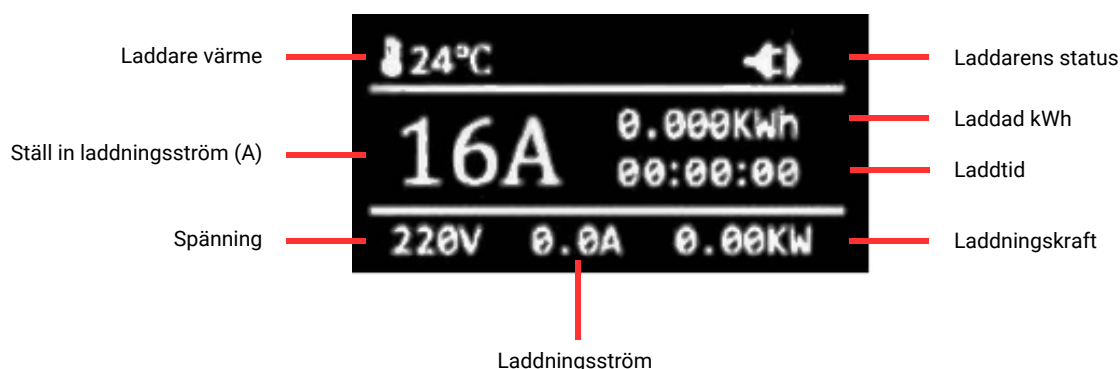 Laddare värme
24°C
Laddarens status
Ställ in laddningsström (A)
16A
0.000KWh
Laddad kWh
00:00:00
Laddtid
Spänning
220V 0.0A 0.00KW
Laddningskraft
Laddningsström